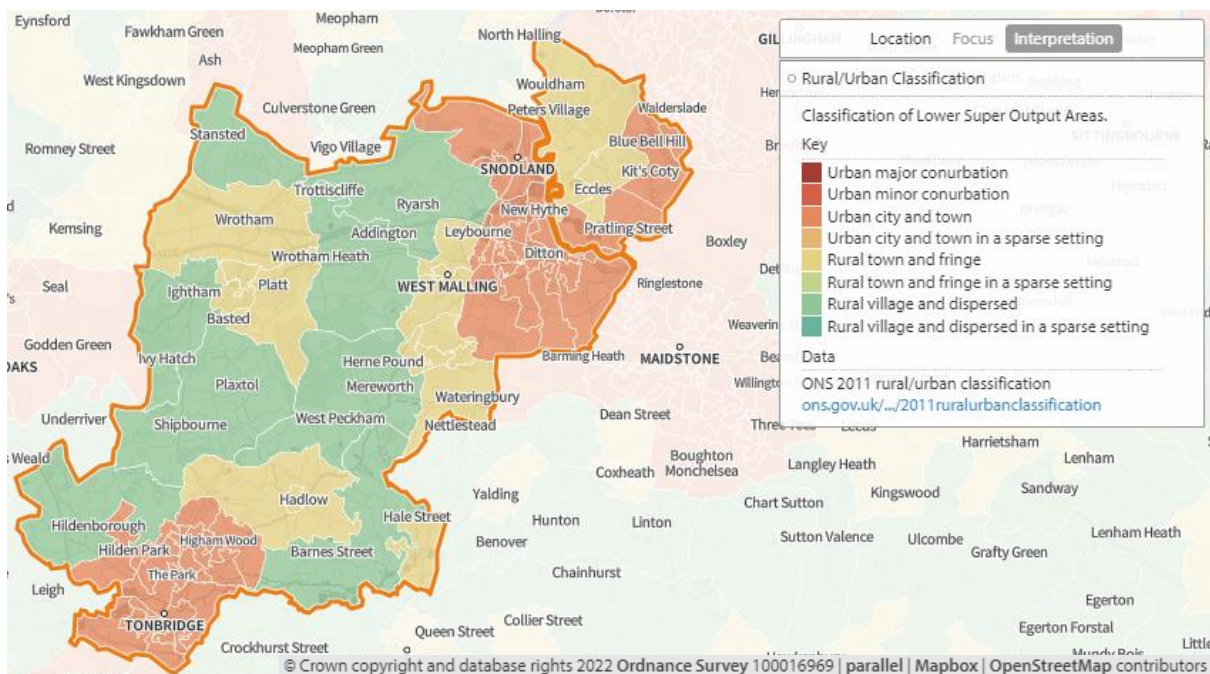 Eynsford
Fawkham Green
Meopham
North Halling
Ash
Meopham Green
West Kingsdown
Culverstone Green
Wouldham
Peters Village
Walderslade
Stansted
Romney Street
Vigo Village
Blue Bell Hill
SNODLAND
Kit's Coty
Trottiscliffe
Eccles
Ryarsh
Wrotham
New Hythe
Kemsing
Addington
Leybourne
Pratling Street
Boxley
Wrotham Heath
Ditton
Seal
Ightham
Platt
WEST MALLING
Ringlestone
Basted
Godden Green
Ivy Hatch
Herne Pound
Barming Heath
MAIDSTONE
Plaxtol
Mereworth
Wateringbury
Underriver
Shipbourne
West Peckham
Nettlestead
Dean Street
Boughton
Monchelsea
Langley Heath
Harrietsham
Lenham
Coxheath
Hadlow
Yalding
Kingswood
Sandway
Chart Sutton
Hildenborough
Hale Street
Hunton
Linton
Higham Wood
Hilden Park
Barnes Street
Benover
Sutton Valence
Ulcombe
Lenham Heath
Grafty Green
The Park
Chainhurst
Leigh
Egerton
TONBRIDGE
Collier Street
Queen Street
Egerton Forstal
Crockhurst Street
Location Focus Interpretation
Rural/Urban Classification
Classification of Lower Super Output Areas.
Key
Urban major conurbation
Urban minor conurbation
Urban city and town
Urban city and town in a sparse setting
Rural town and fringe
Rural town and fringe in a sparse setting
Rural village and dispersed
Rural village and dispersed in a sparse setting
Data
ONS 2011 rural/urban classification
ons.gov.uk/.../2011ruralurbanclassification
© Crown copyright and database rights 2022 Ordnance Survey 100016969 | parallel | Mapbox | OpenStreetMap contributors